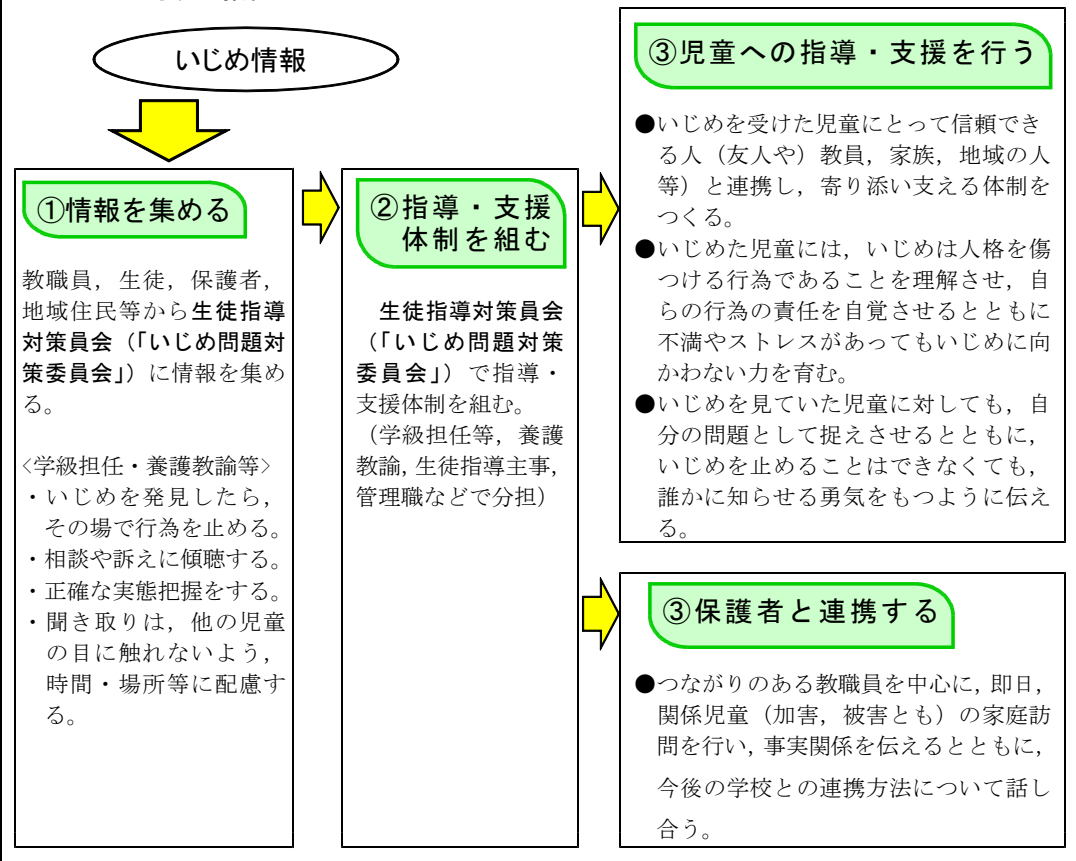 いじめ情報
①情報を集める
教職員，生徒，保護者，
地域住民等から生徒指導
対策員会（「いじめ問題対
策委員会」）に情報を集め
る。
<学級担任・養護教諭等>
・いじめを発見したら，
その場で行為を止める。
・相談や訴えに傾聴する。
・正確な実態把握をする。
・聞き取りは，他の児童
の目に触れないよう，
時間・場所等に配慮す
る。
②指導・支援
体制を組む
生徒指導対策員会
（「いじめ問題対策
委員会」）で指導・
支援体制を組む。
（学級担任等，養護
教諭，生徒指導主事，
管理職などで分担）
③児童への指導・支援を行う
●いじめを受けた児童にとって信頼でき
る人（友人や）教員，家族，地域の人
等）と連携し，寄り添い支える体制を
つくる。
●いじめた児童には，いじめは人格を傷
つける行為であることを理解させ，自
らの行為の責任を自覚させるとともに
不満やストレスがあってもいじめに向
かわない力を育む。
●いじめを見ていた児童に対しても，自
分の問題として捉えさせるとともに，
いじめを止めることはできなくても，
誰かに知らせる勇気をもつように伝え
る。
③保護者と連携する
●つながりのある教職員を中心に，即日，
関係児童（加害，被害とも）の家庭訪
問を行い，事実関係を伝えるとともに，
今後の学校との連携方法について話し
合う。